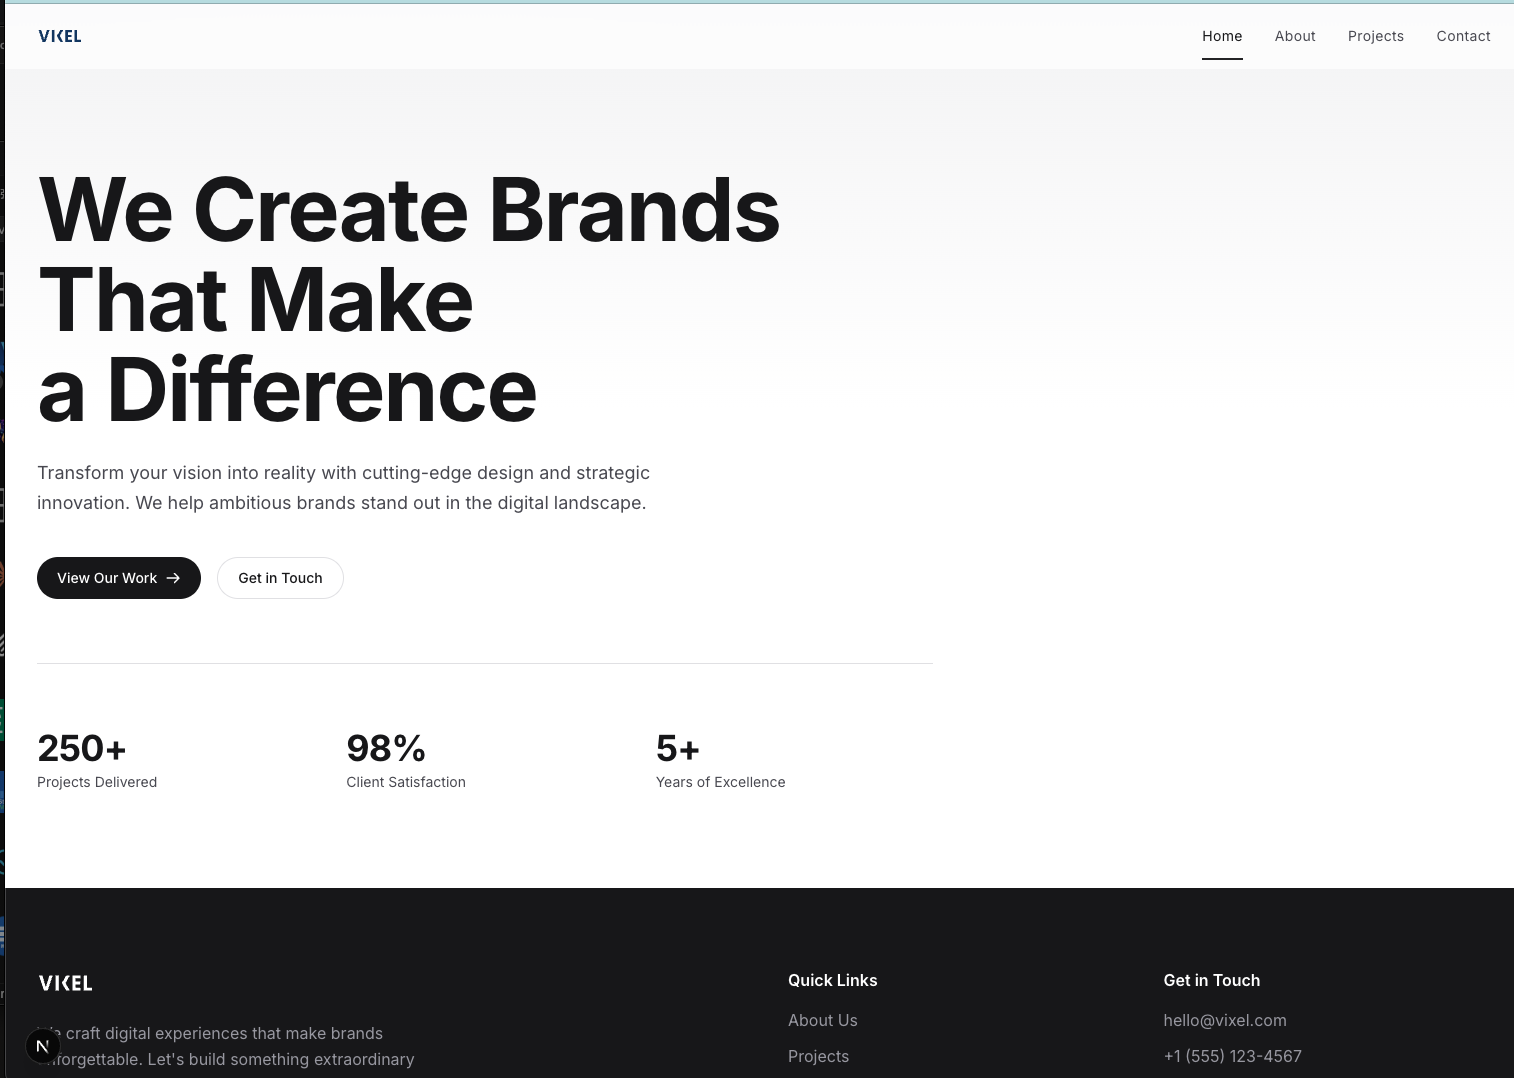 VIXEL
Home About Projects Contact
We Create Brands
That Make
a Difference
Transform your vision into reality with cutting-edge design and strategic
innovation. We help ambitious brands stand out in the digital landscape.
View Our Work → Get in Touch
250+ 98% 5+
Projects Delivered Client Satisfaction Years of Excellence
VIXEL Quick Links Get in Touch
About Us hello@vixel.com
craft digital experiences that make brands
Projects +1 (555) 123-4567
Let's build something extraordinary
N